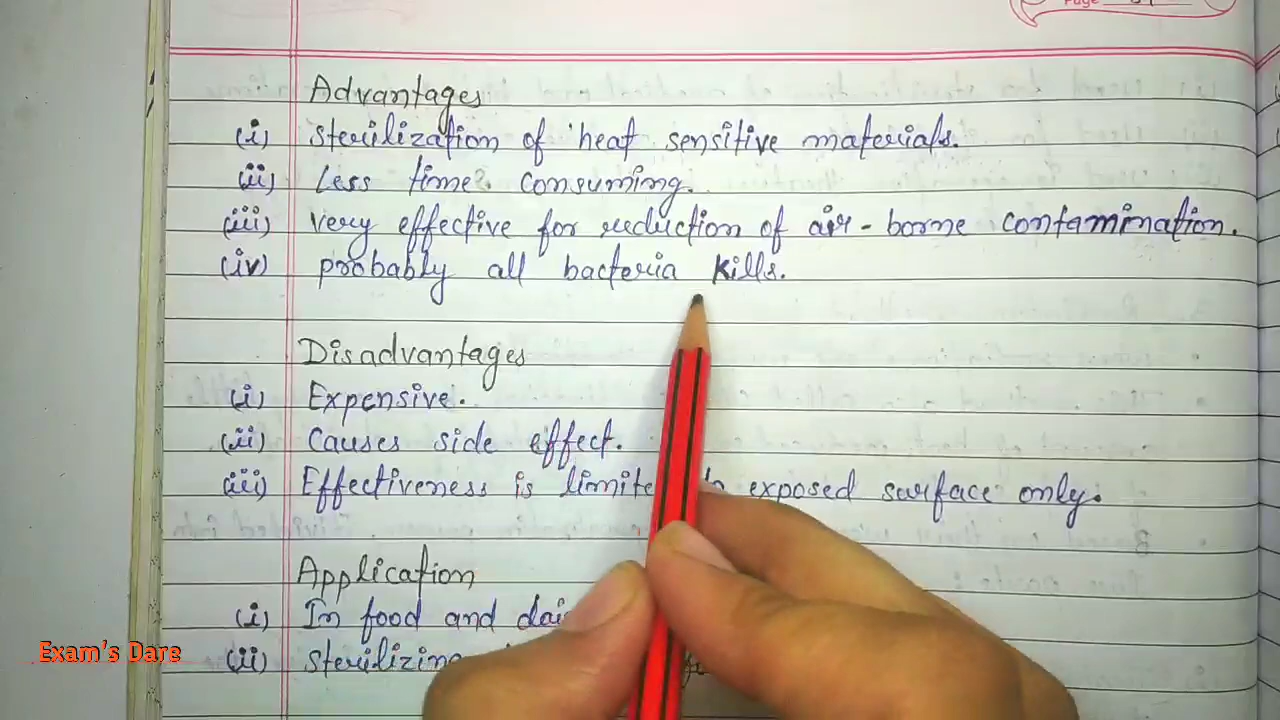 Page
Advantages
(i) Sterilization of heat sensitive materials.
(ii) Less time consuming.
(iii) Very effective for reduction of air-borne contamination.
(iv) probably all bacteria kills.
Disadvantages
(i) Expensive.
(ii) Causes side effect.
(iii) Effectiveness is limite exposed surface only.
Application
(i) In food and dai
(ii) Sterilizing
Exam's Dare